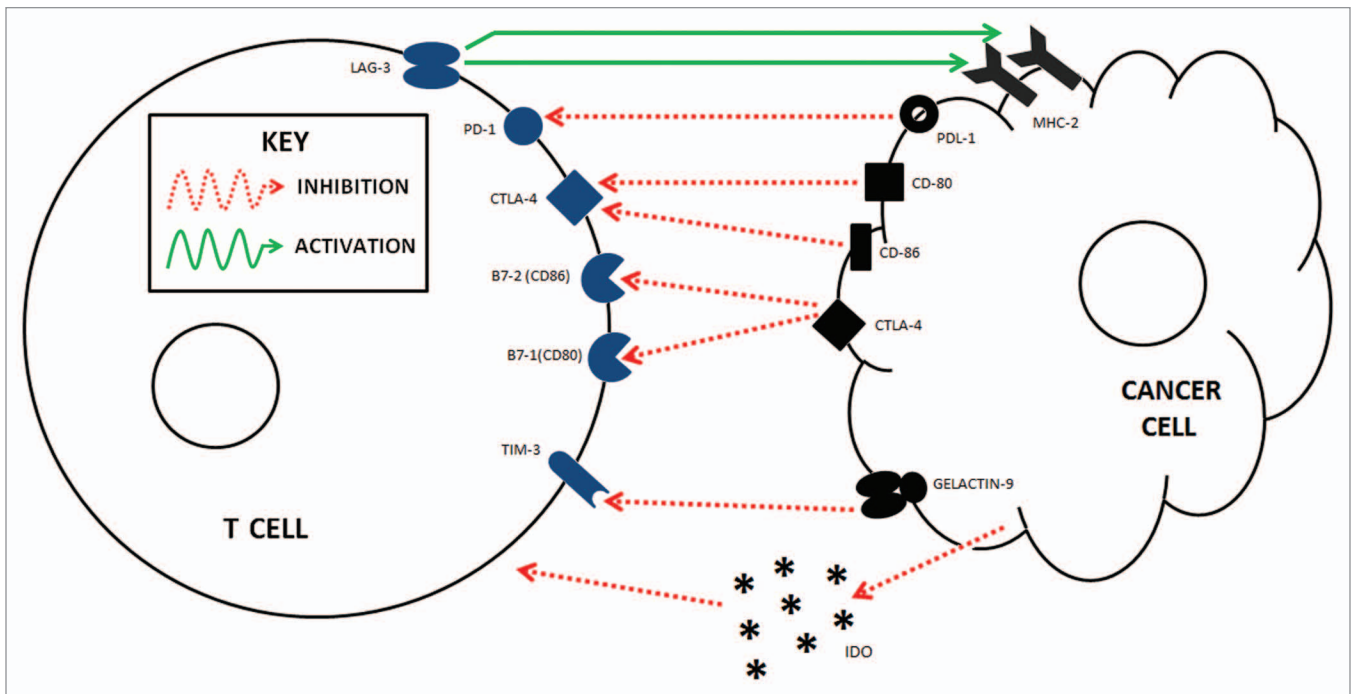 LAG-3
MHC-2
PD-1
PDL-1
KEY
INHIBITION
ACTIVATION
CTLA-4
CD-80
B7-2 (CD86)
CD-86
B7-1(CD80)
CTLA-4
CANCER
CELL
TIM-3
GELACTIN-9
T CELL
IDO